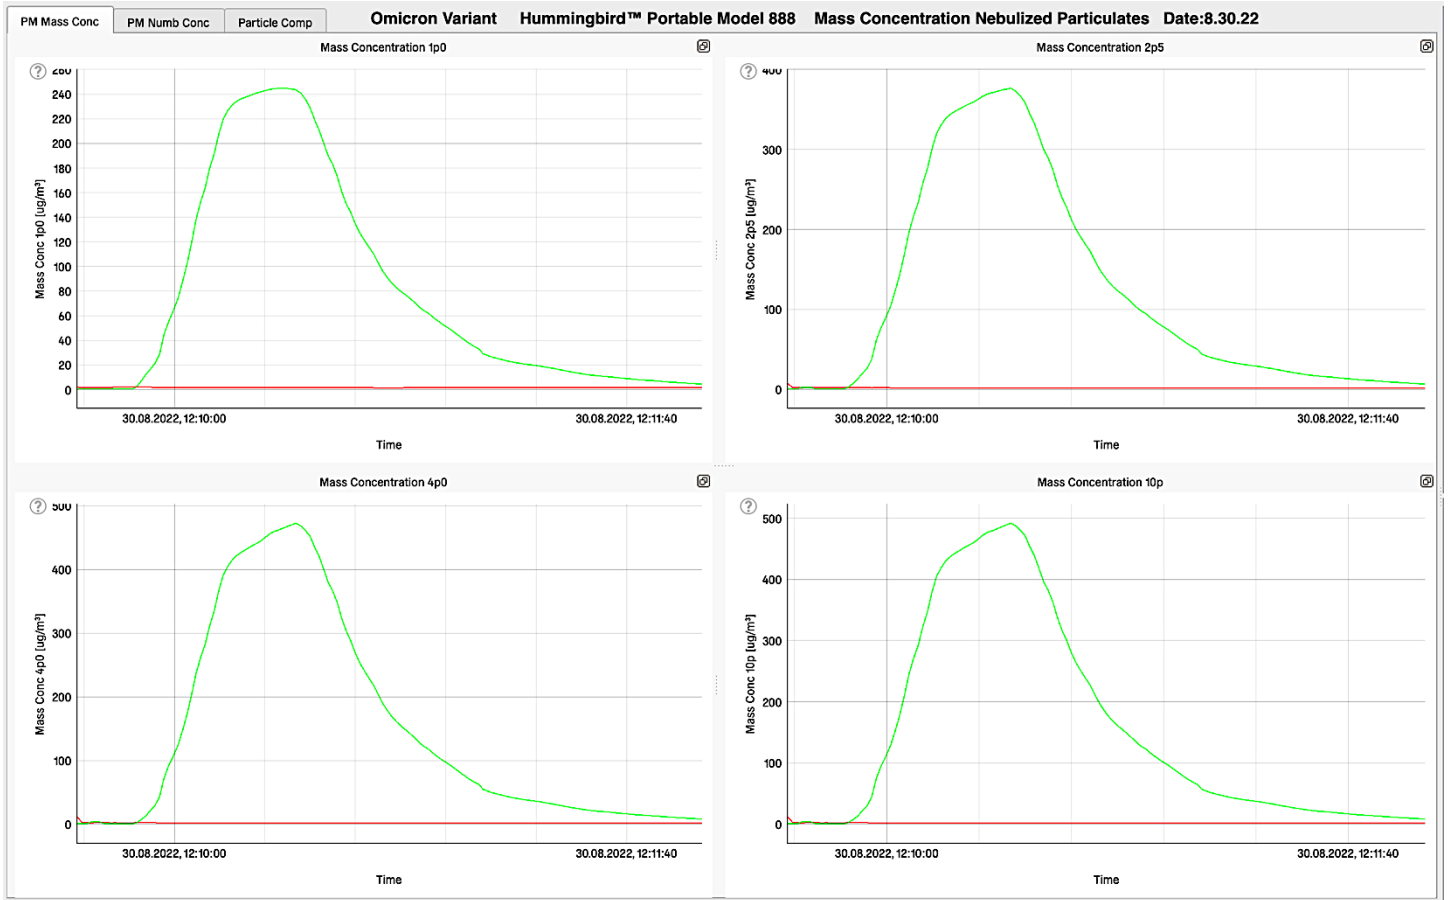 PM Mass Conc PM Numb Conc Particle Comp Omicron Variant Hummingbird™ Portable Model 888 Mass Concentration Nebulized Particulates Date:8.30.22
Mass Concentration 1p0
?
260
240
220
200
180
160
140
120
100
80
60
40
20
0
Mass Conc 1p0 [ug/m³]
30.08.2022, 12:10:00 30.08.2022, 12:11:40
Time
Mass Concentration 2p5
?
400
300
200
100
0
Mass Conc 2p5 [ug/m³]
30.08.2022, 12:10:00 30.08.2022, 12:11:40
Time
Mass Concentration 4p0
?
500
400
300
200
100
0
Mass Conc 4p0 [ug/m³]
30.08.2022, 12:10:00 30.08.2022, 12:11:40
Time
Mass Concentration 10p
?
500
400
300
200
100
0
Mass Conc 10p [ug/m³]
30.08.2022, 12:10:00 30.08.2022, 12:11:40
Time